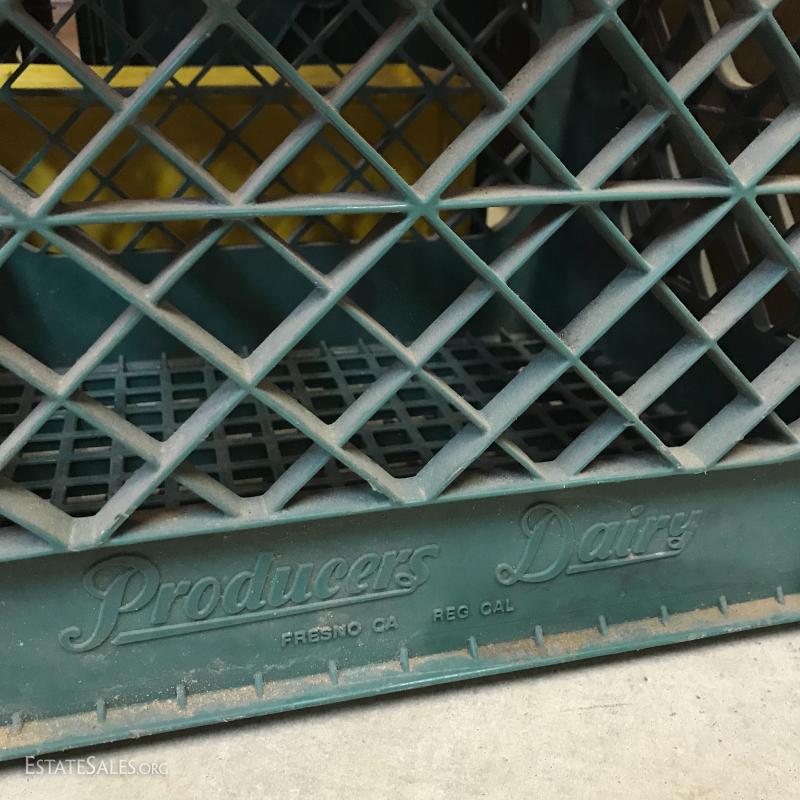 Producers Dairy
FRESNO CA REG CAL
ESTATESALES.ORG